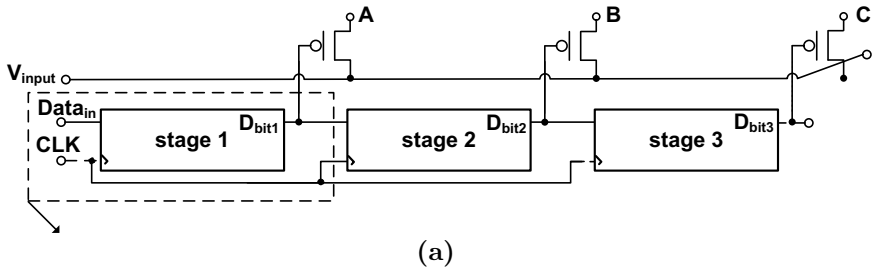 A B C
V_input
Data_in D_bit1 D_bit2 D_bit3
stage 1 stage 2 stage 3
CLK
(a)